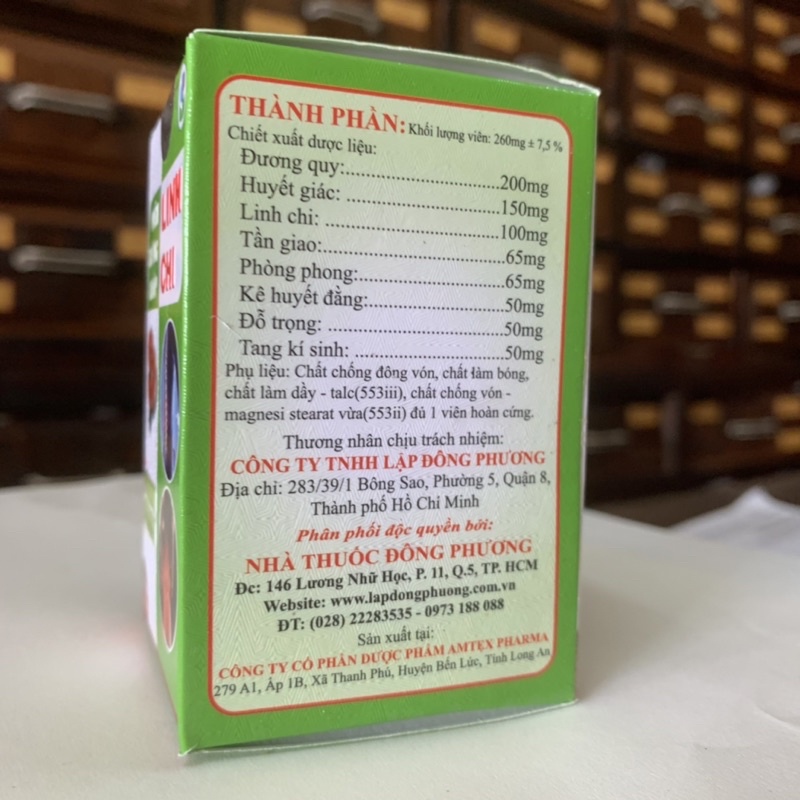 THÀNH PHẦN: Khối lượng viên: 260mg ± 7,5 %
Chiết xuất dược liệu:
Đương quy:....................200mg
Huyết giác: ....................150mg
Linh chi: ....................100mg
Tần giao:....................65mg
Phòng phong:....................65mg
Kê huyết đằng:....................50mg
Đỗ trọng: ....................50mg
Tang kí sinh: ....................50mg
Phụ liệu: Chất chống đông vón, chất làm bóng,
chất làm dầy - talc(553iii), chất chống vón -
magnesi stearat vừa(553ii) đủ 1 viên hoàn cứng.
Thương nhân chịu trách nhiệm:
CÔNG TY TNHH LẬP ĐÔNG PHƯƠNG
Địa chỉ: 283/39/1 Bông Sao, Phường 5, Quận 8,
Thành phố Hồ Chí Minh
Phân phối độc quyền bởi:
NHÀ THUỐC ĐÔNG PHƯƠNG
Đc: 146 Lương Nhữ Học, P. 11, Q.5, TP. HCM
Website: www.lapdongphuong.com.vn
ĐT: (028) 22283535 - 0973 188 088
Sản xuất tại:
CÔNG TY CỔ PHẦN DƯỢC PHẨM AMTEX PHARMA
279 A1, Ấp 1B, Xã Thanh Phú, Huyện Bến Lức, Tỉnh Long An
LINH
CHI